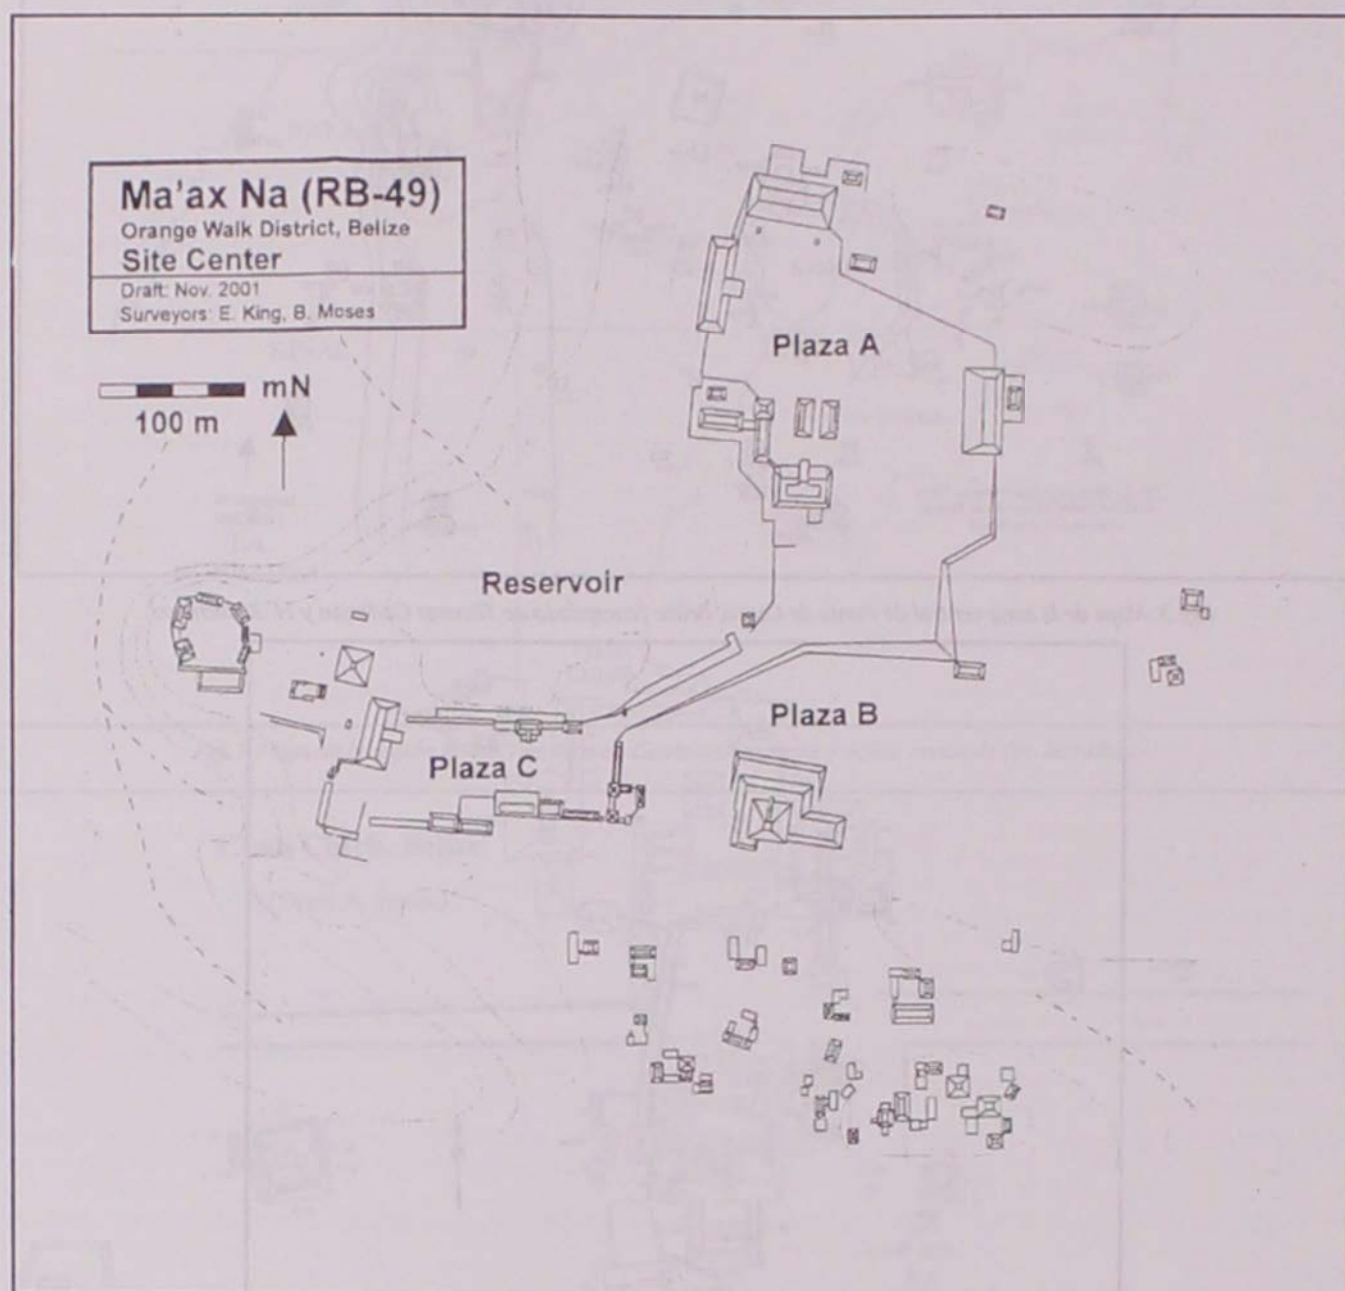 Ma'ax Na (RB-49)
Orange Walk District, Belize
Site Center
Draft: Nov. 2001
Surveyors: E. King, B. Moses
mN
100 m
Plaza A
Reservoir
Plaza B
Plaza C